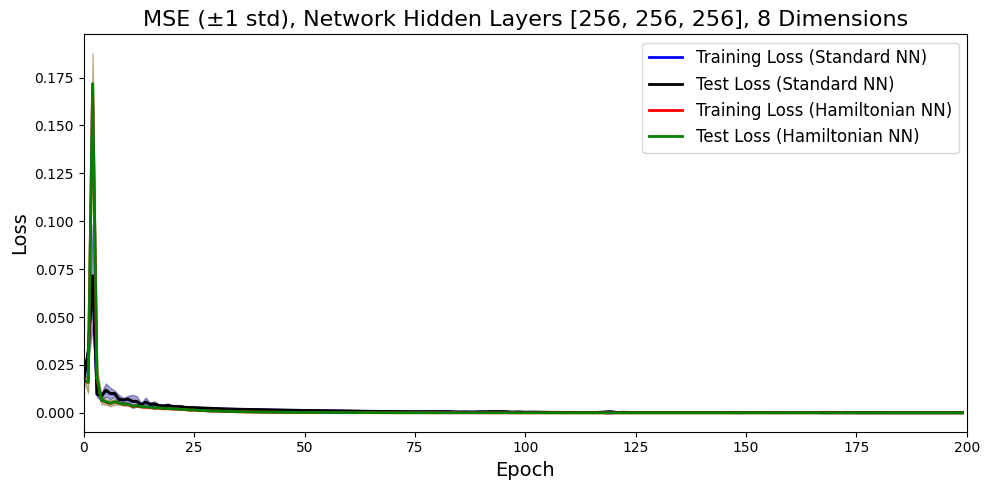 MSE (±1 std), Network Hidden Layers [256, 256, 256], 8 Dimensions
Training Loss (Standard NN)
Test Loss (Standard NN)
Training Loss (Hamiltonian NN)
Test Loss (Hamiltonian NN)
Loss
0.175
0.150
0.125
0.100
0.075
0.050
0.025
0.000
0 25 50 75 100 125 150 175 200
Epoch